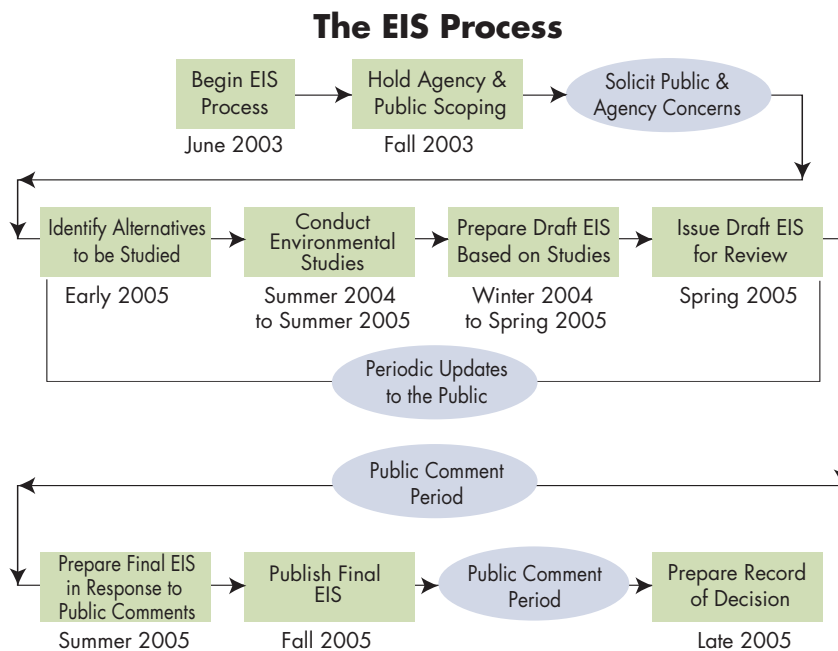 The EIS Process
Begin EIS
Process
June 2003
Hold Agency &
Public Scoping
Fall 2003
Solicit Public &
Agency Concerns
Identify Alternatives
to be Studied
Early 2005
Conduct
Environmental
Studies
Summer 2004
to Summer 2005
Prepare Draft EIS
Based on Studies
Winter 2004
to Spring 2005
Issue Draft EIS
for Review
Spring 2005
Periodic Updates
to the Public
Public Comment
Period
Prepare Final EIS
in Response to
Public Comments
Summer 2005
Publish Final
EIS
Fall 2005
Public Comment
Period
Prepare Record
of Decision
Late 2005